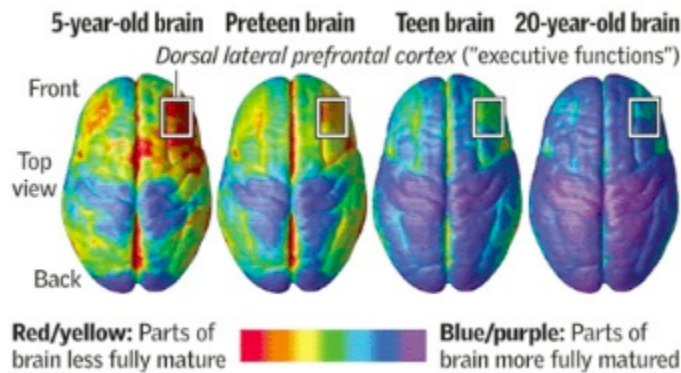 5-year-old brain Preteen brain Teen brain 20-year-old brain
Dorsal lateral prefrontal cortex ("executive functions")
Front
Top
view
Back
Red/yellow: Parts of
brain less fully mature
Blue/purple: Parts of
brain more fully matured